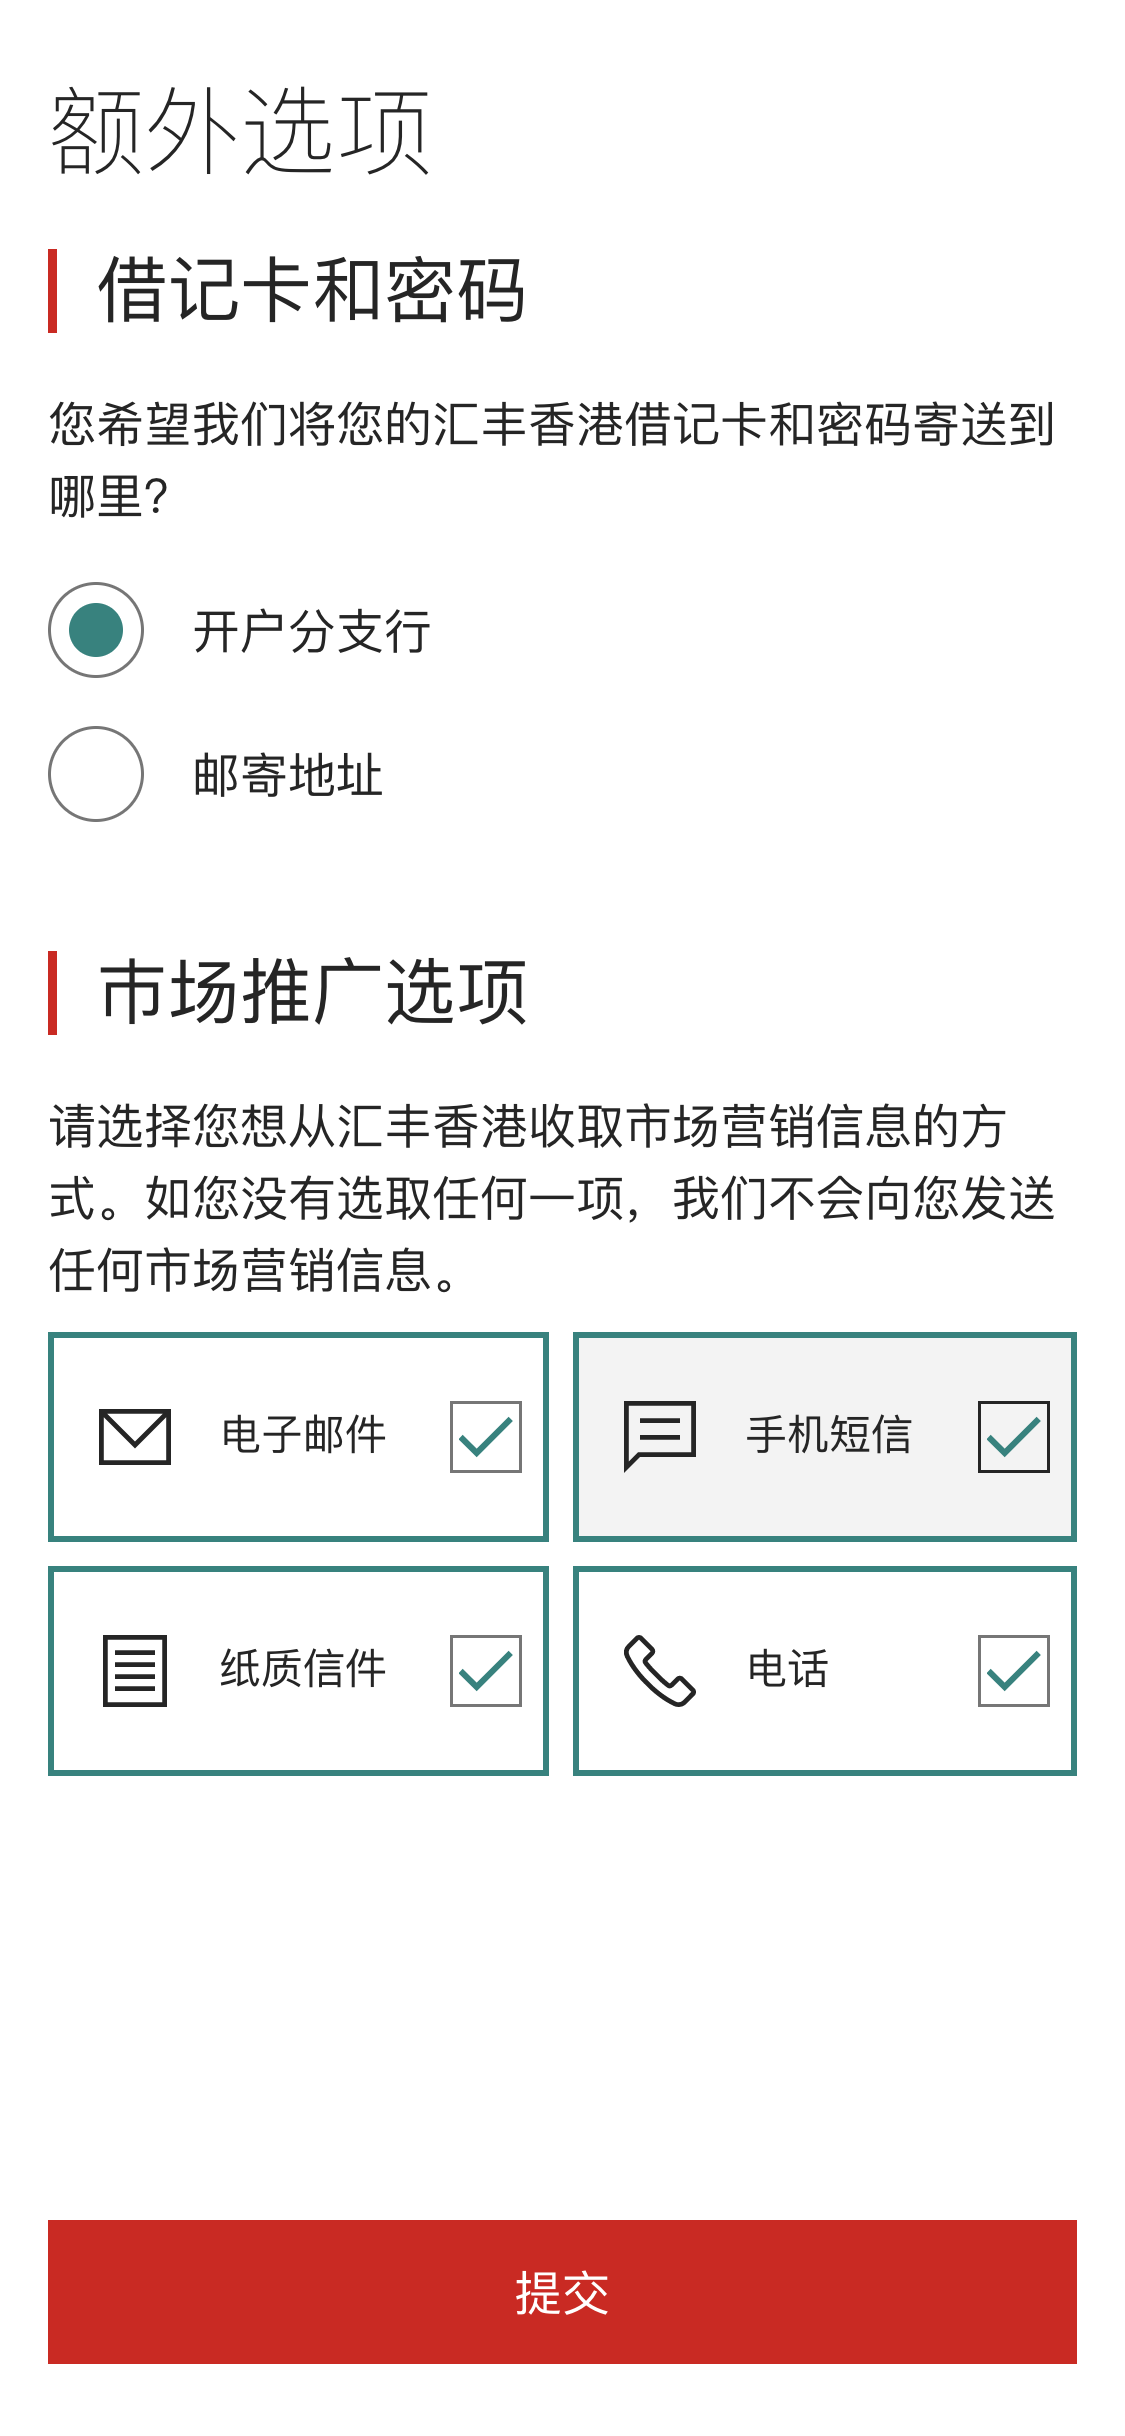 额外选项
借记卡和密码
您希望我们将您的汇丰香港借记卡和密码寄送到
哪里?
开户分支行
邮寄地址
市场推广选项
请选择您想从汇丰香港收取市场营销信息的方
式。如您没有选取任何一项，我们不会向您发送
任何市场营销信息。
电子邮件
手机短信
纸质信件
电话
提交